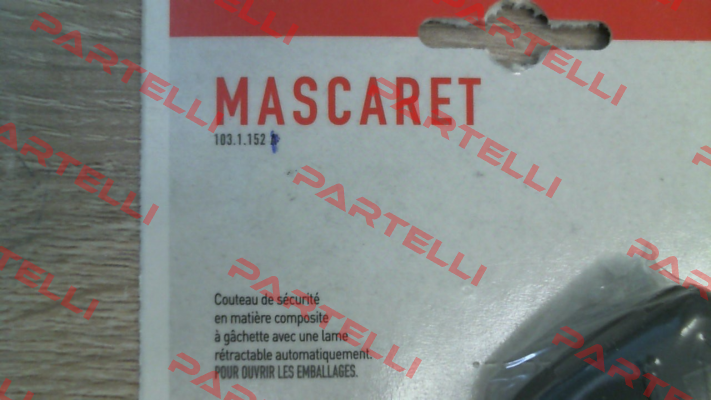 MASCARET
103.1.152
Couteau de sécurité
en matière composite
à gâchette avec une lame
rétractable automatiquement.
POUR OUVRIR LES EMBALLAGES.
PARTELLI
PARTELLI
PARTELLI
PARTELLI
PARTELLI
PARTELLI
PARTELLI